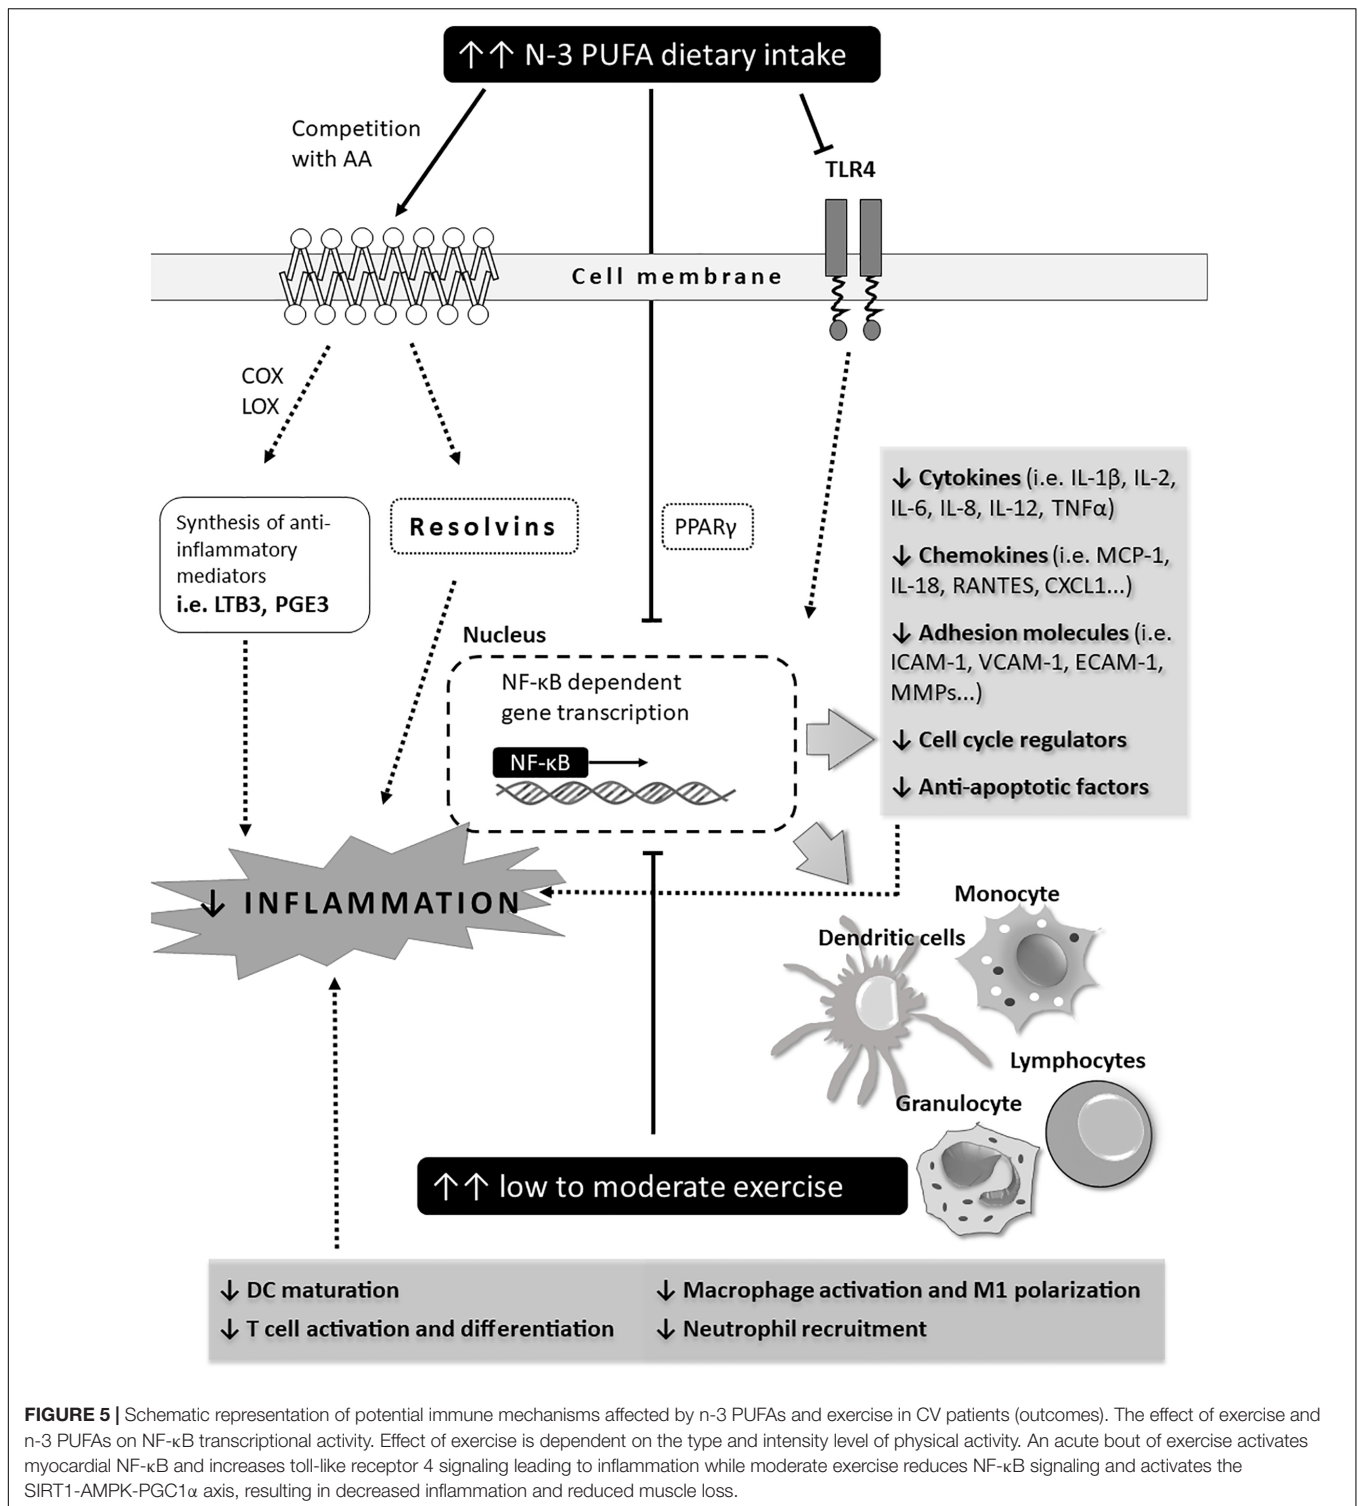 ↑↑ N-3 PUFA dietary intake
Competition
with AA
TLR4
Cell membrane
COX
LOX
Synthesis of anti-
inflammatory
mediators
i.e. LTB3, PGE3
Resolvins
PPARγ
↓ Cytokines (i.e. IL-1β, IL-2,
IL-6, IL-8, IL-12, TNFα)
↓ Chemokines (i.e. MCP-1,
IL-18, RANTES, CXCL1...)
↓ Adhesion molecules (i.e.
ICAM-1, VCAM-1, ECAM-1,
MMPs...)
↓ Cell cycle regulators
↓ Anti-apoptotic factors
Nucleus
NF-κB dependent
gene transcription
NF-κB
↓ INFLAMMATION
Monocyte
Dendritic cells
Lymphocytes
Granulocyte
↑↑ low to moderate exercise
↓ DC maturation
↓ T cell activation and differentiation
↓ Macrophage activation and M1 polarization
↓ Neutrophil recruitment
FIGURE 5 | Schematic representation of potential immune mechanisms affected by n-3 PUFAs and exercise in CV patients (outcomes). The effect of exercise and
n-3 PUFAs on NF-κB transcriptional activity. Effect of exercise is dependent on the type and intensity level of physical activity. An acute bout of exercise activates
myocardial NF-κB and increases toll-like receptor 4 signaling leading to inflammation while moderate exercise reduces NF-κB signaling and activates the
SIRT1-AMPK-PGC1α axis, resulting in decreased inflammation and reduced muscle loss.